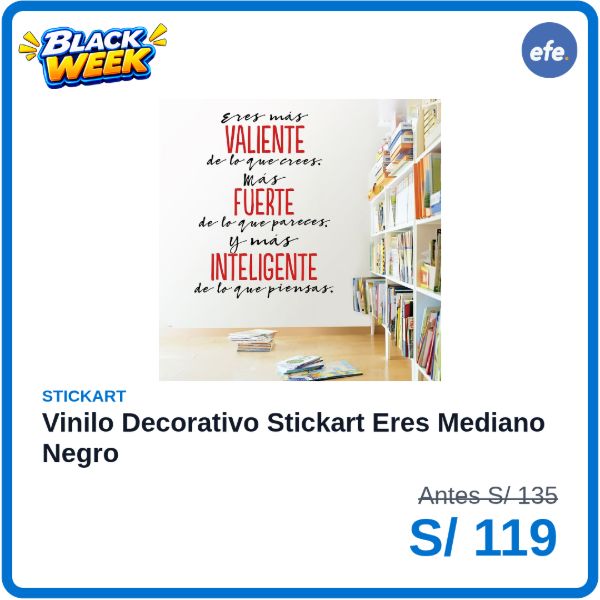 BLACK
WEEK
efe.
Eres más
VALIENTE
de lo que crees.
Más
FUERTE
de lo que pareces.
y más
INTELIGENTE
de lo que piensas.
STICKART
Vinilo Decorativo Stickart Eres Mediano
Negro
Antes S/ 135
S/ 119